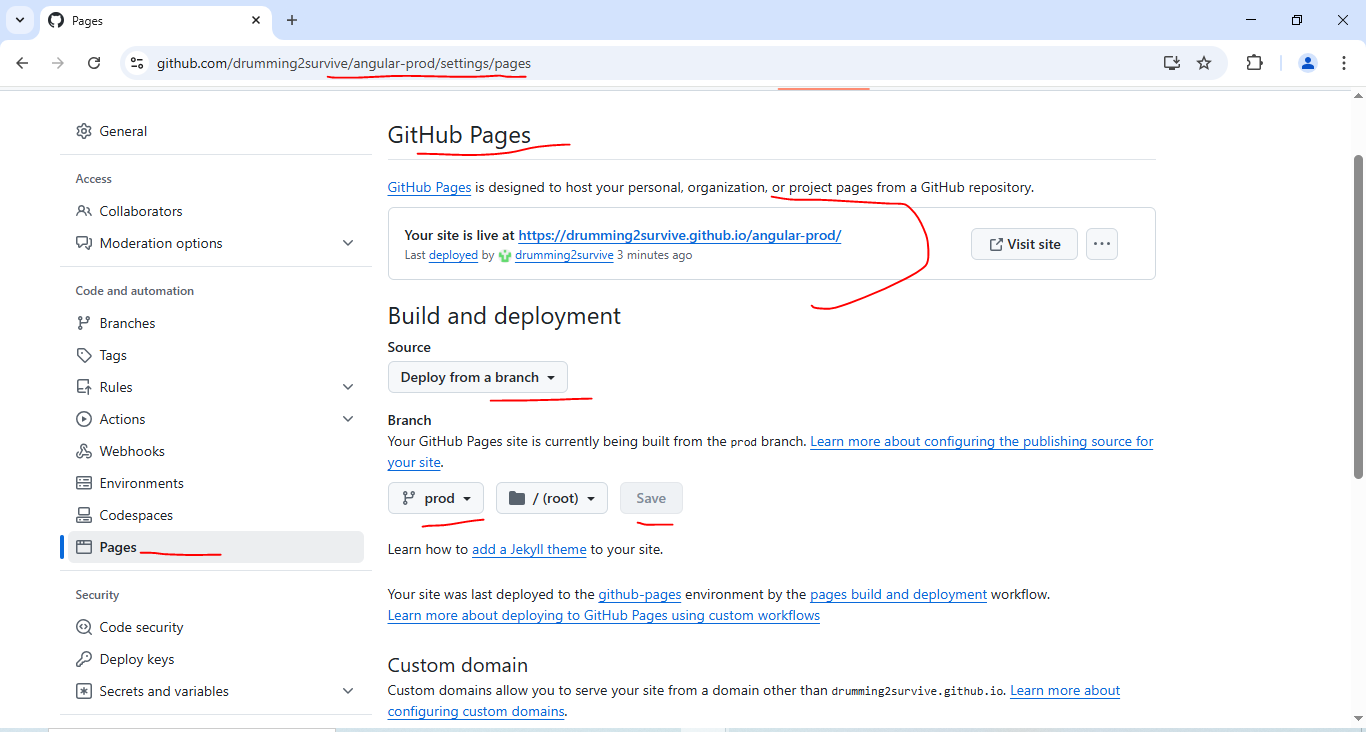 Pages
github.com/drumming2survive/angular-prod/settings/pages
General
Access
Collaborators
Moderation options
Code and automation
Branches
Tags
Rules
Actions
Webhooks
Environments
Codespaces
Pages
Security
Code security
Deploy keys
Secrets and variables
GitHub Pages
GitHub Pages is designed to host your personal, organization, or project pages from a GitHub repository.
Your site is live at https://drumming2survive.github.io/angular-prod/
Last deployed by drumming2survive 3 minutes ago
Visit site
Build and deployment
Source
Deploy from a branch
Branch
Your GitHub Pages site is currently being built from the prod branch. Learn more about configuring the publishing source for
your site.
prod / (root) Save
Learn how to add a Jekyll theme to your site.
Your site was last deployed to the github-pages environment by the pages build and deployment workflow.
Learn more about deploying to GitHub Pages using custom workflows
Custom domain
Custom domains allow you to serve your site from a domain other than drumming2survive.github.io. Learn more about
configuring custom domains.